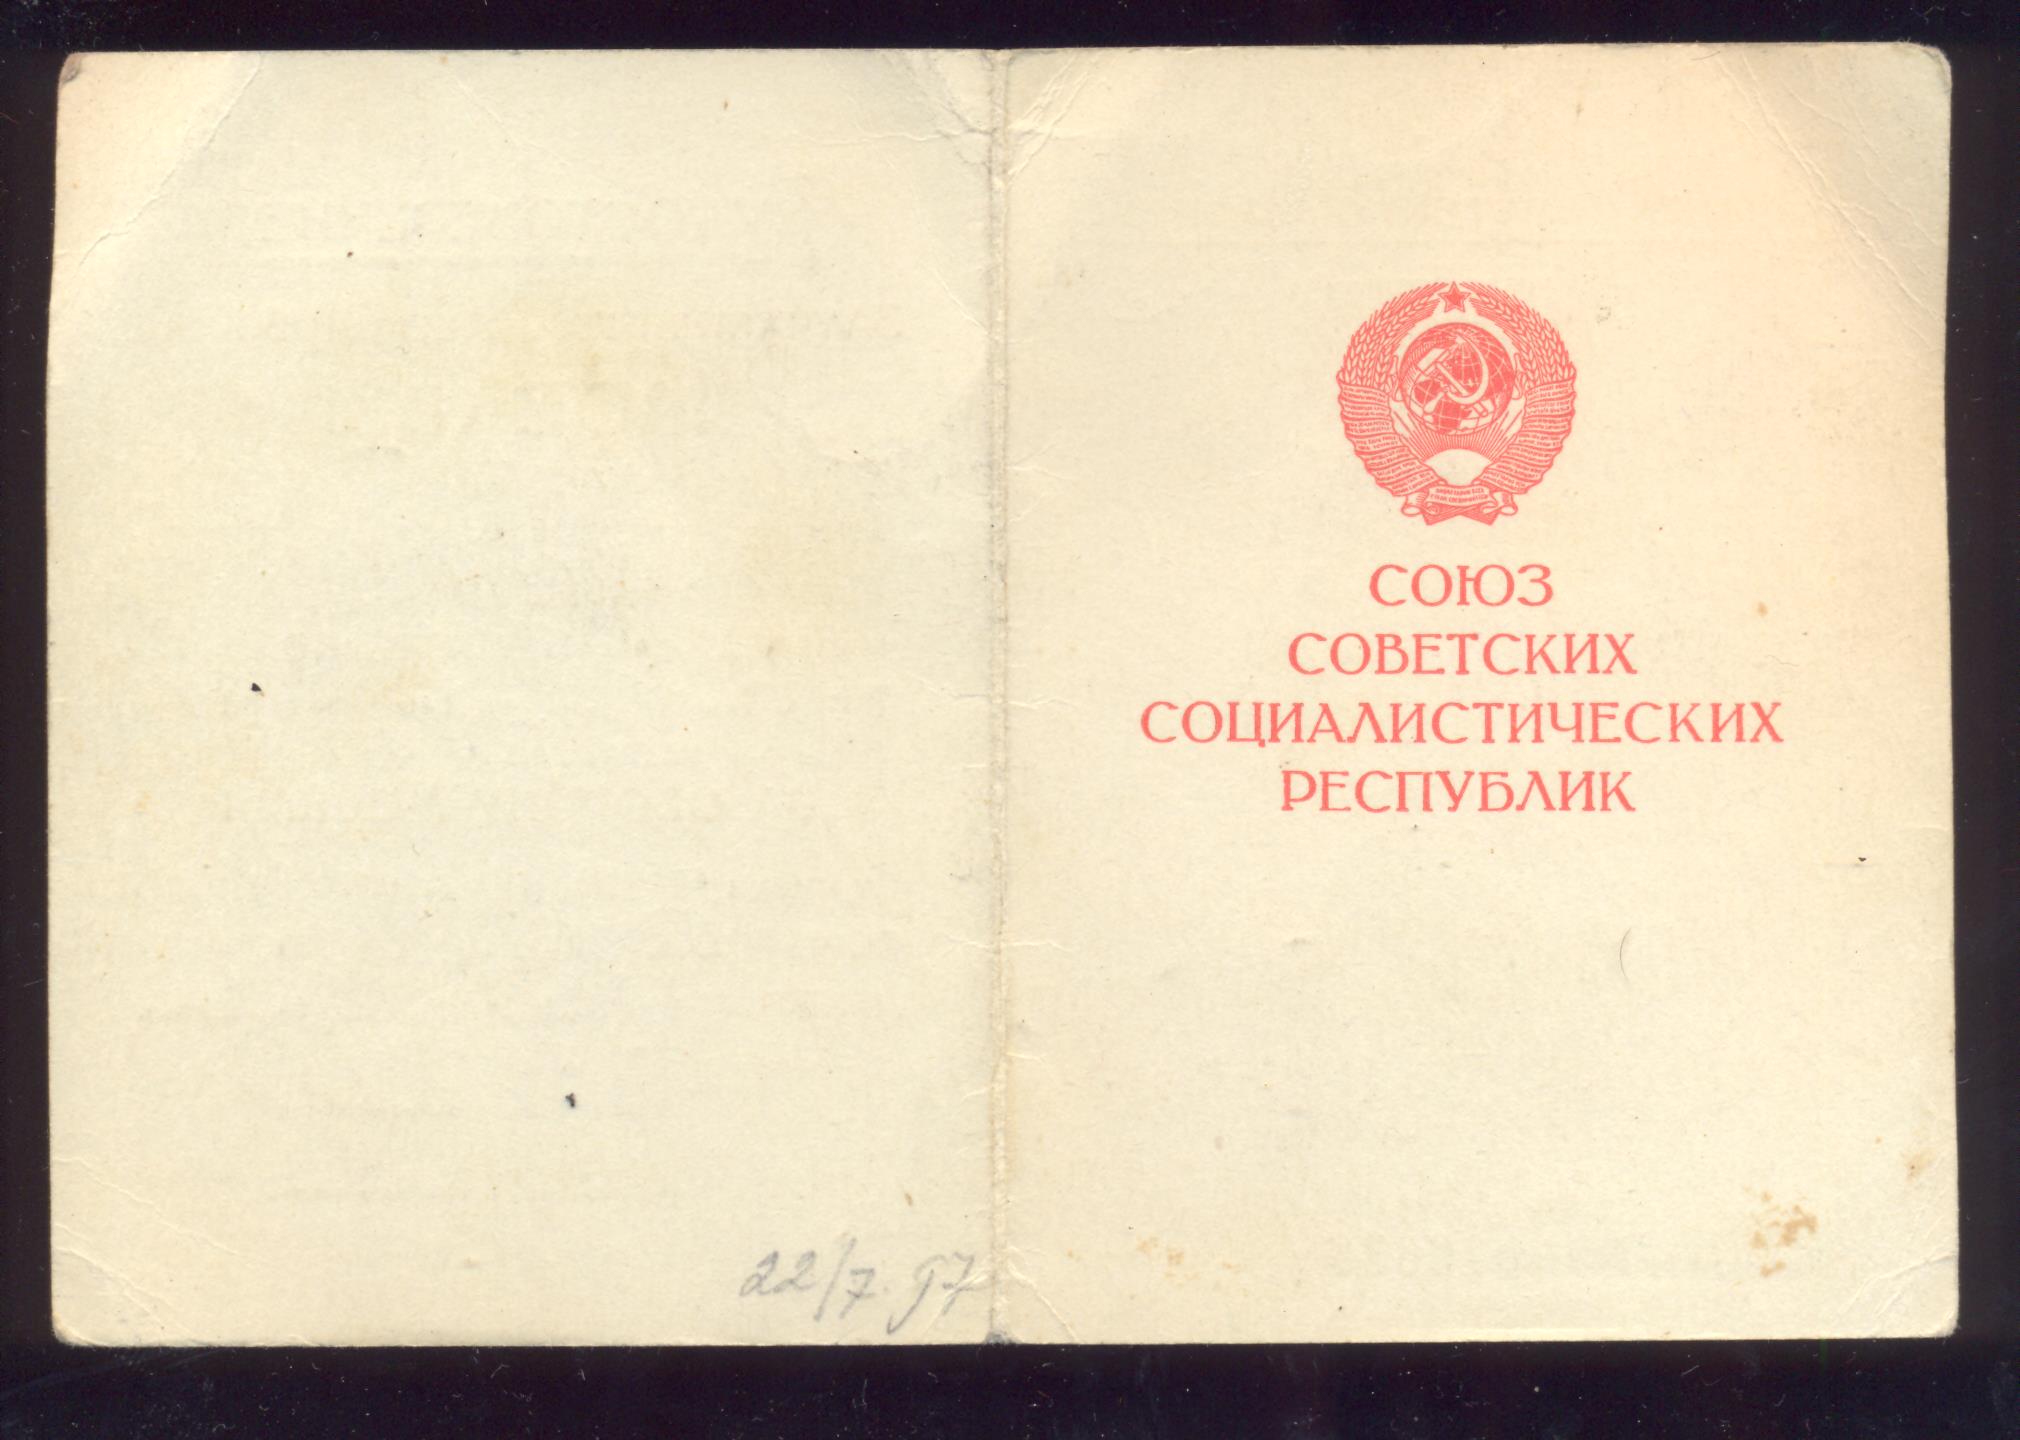 СОЮЗ
СОВЕТСКИХ
СОЦИАЛИСТИЧЕСКИХ
РЕСПУБЛИК
22/7.97